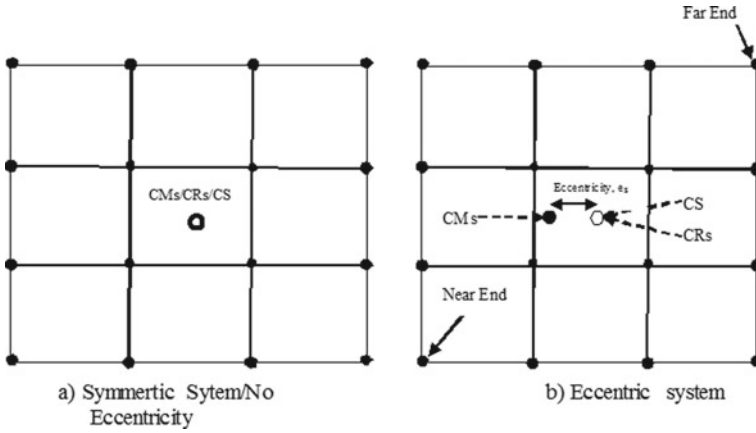 Far End
CMs/CRs/CS
Eccentricity, es
CMs
CS
CRs
Near End
a) Symmertic Sytem/No
Eccentricity
b) Eccentric system